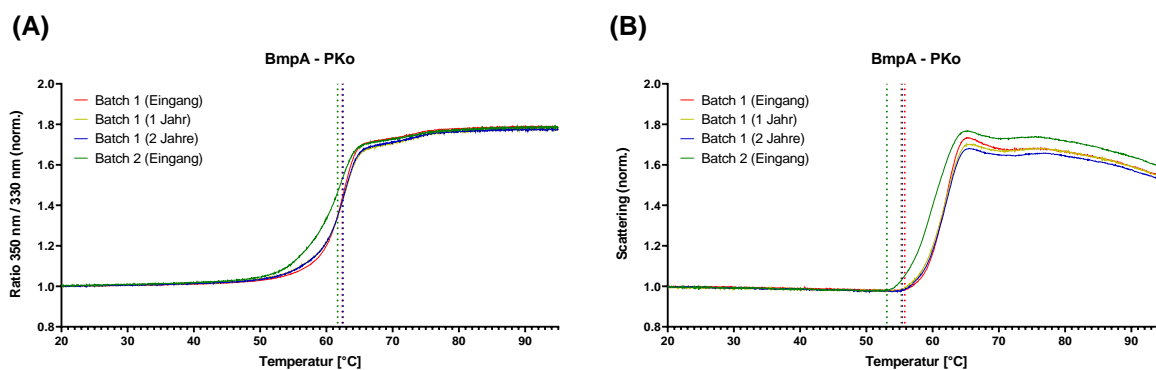 (A)
BmpA - PKo
Ratio 350 nm / 330 nm (norm.)
2.0
1.8
1.6
1.4
1.2
1.0
0.8
Batch 1 (Eingang)
Batch 1 (1 Jahr)
Batch 1 (2 Jahre)
Batch 2 (Eingang)
20 30 40 50 60 70 80 90
Temperatur [°C]
(B)
BmpA - PKo
Scattering (norm.)
2.0
1.8
1.6
1.4
1.2
1.0
0.8
Batch 1 (Eingang)
Batch 1 (1 Jahr)
Batch 1 (2 Jahre)
Batch 2 (Eingang)
20 30 40 50 60 70 80 90
Temperatur [°C]